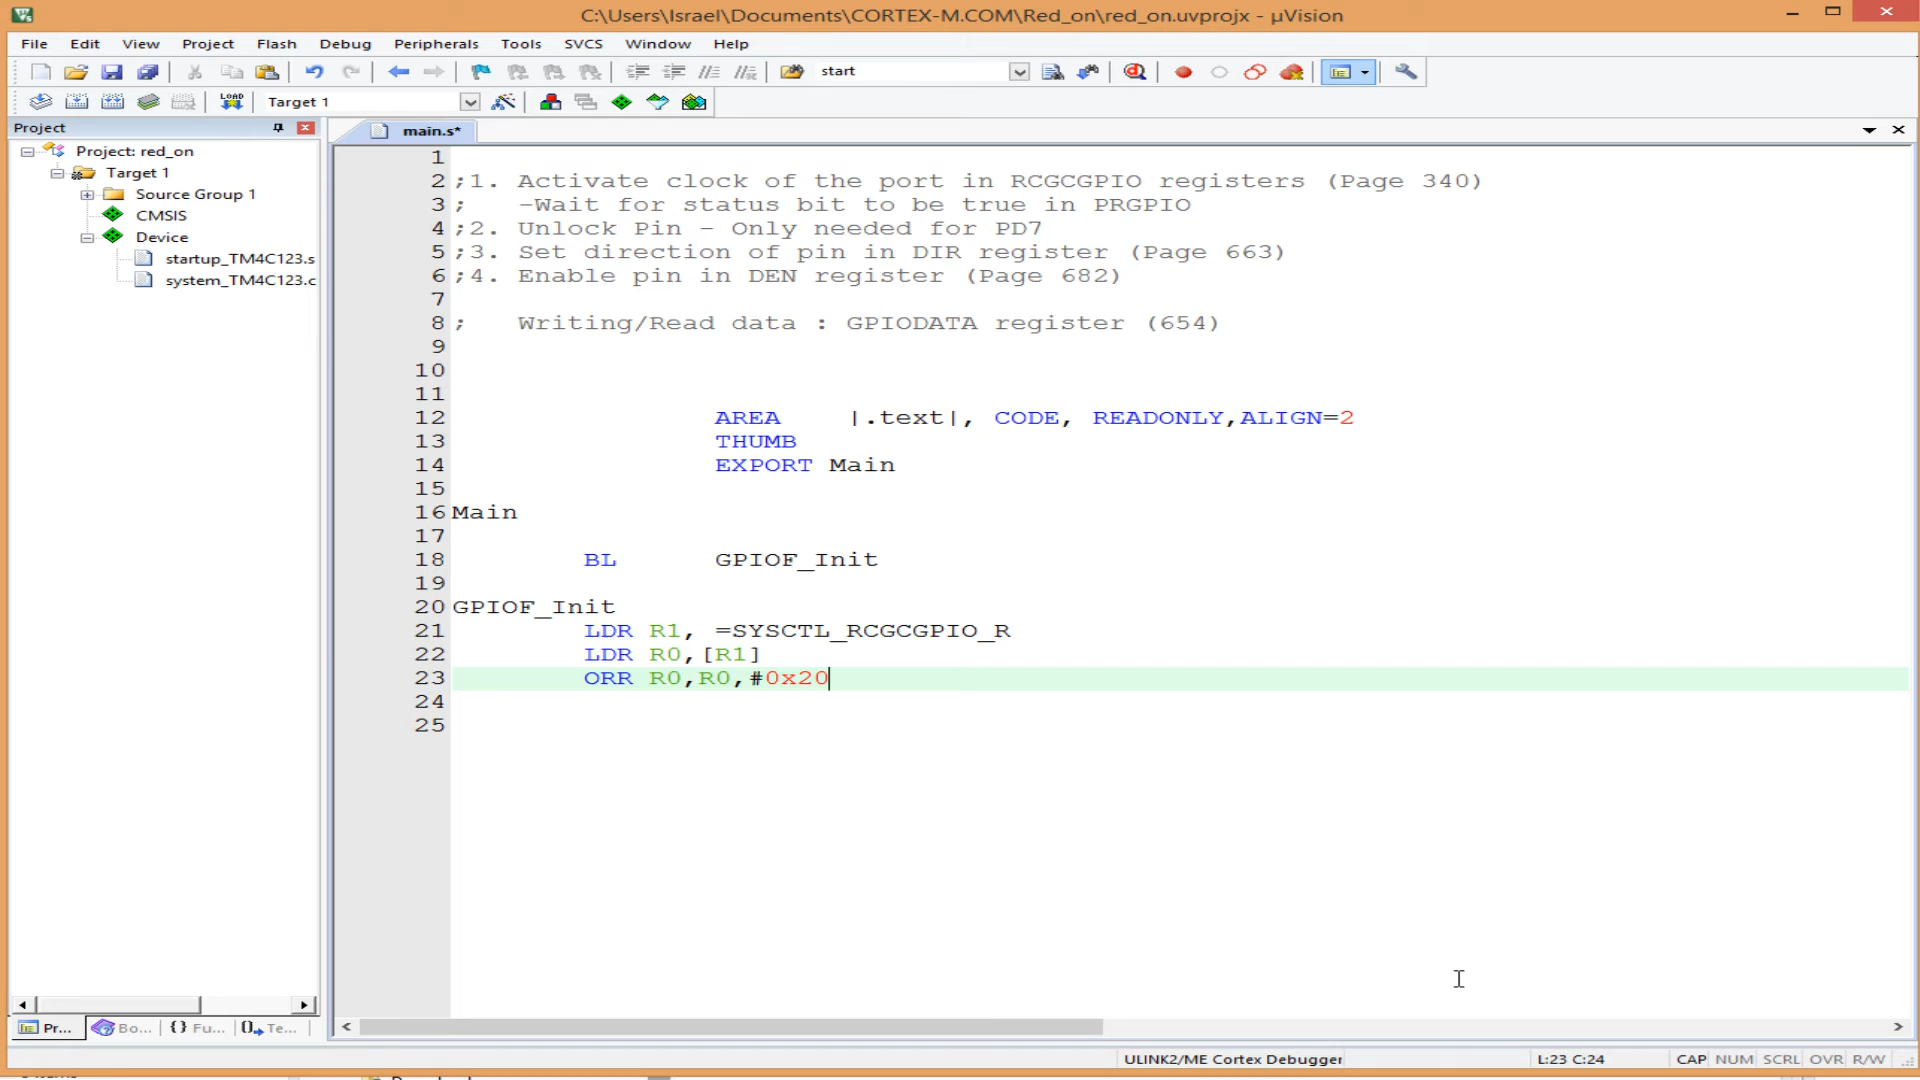 C:\Users\Israel\Documents\CORTEX-M.COM\Red_on\red_on.uvprojx - µVision
File Edit View Project Flash Debug Peripherals Tools SVCS Window Help
start
LOAD Target 1
Project
main.s*
Project: red_on
Target 1
Source Group 1
CMSIS
Device
startup_TM4C123.s
system_TM4C123.c
1
2 ;1. Activate clock of the port in RCGCGPIO registers (Page 340)
3 ;   -Wait for status bit to be true in PRGPIO
4 ;2. Unlock Pin - Only needed for PD7
5 ;3. Set direction of pin in DIR register (Page 663)
6 ;4. Enable pin in DEN register (Page 682)
7
8 ;   Writing/Read data : GPIODATA register (654)
9
10
11
12 AREA |.text|, CODE, READONLY,ALIGN=2
13 THUMB
14 EXPORT Main
15
16 Main
17
18 BL GPIOF_Init
19
20 GPIOF_Init
21 LDR R1, =SYSCTL_RCGCGPIO_R
22 LDR R0,[R1]
23 ORR R0,R0,#0x20
24
25
Pr... Bo... {} Fu... Te...
ULINK2/ME Cortex Debugger L:23 C:24 CAP NUM SCRL OVR R/W